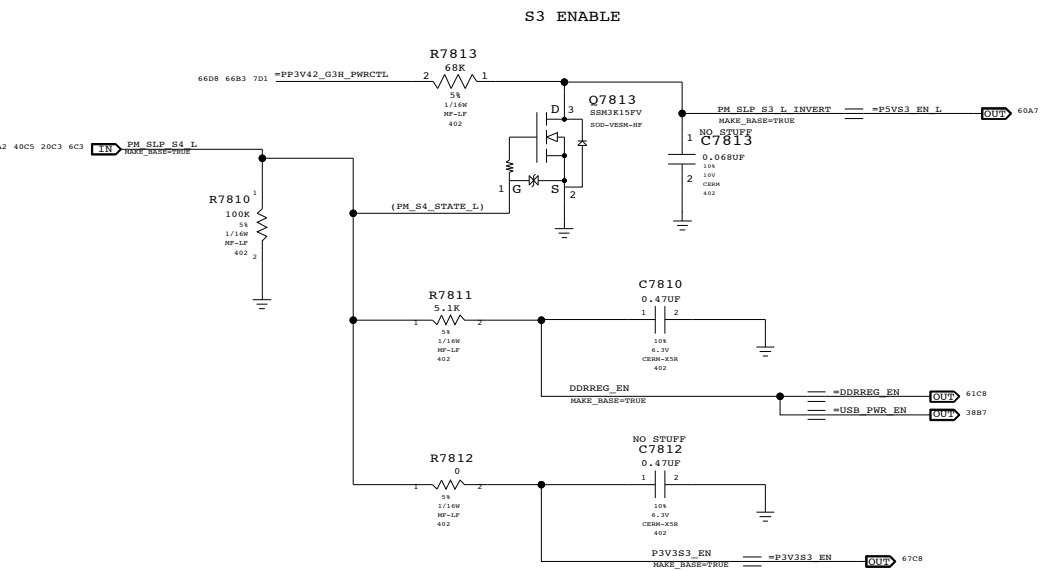 S3 ENABLE
R7813
68K
66D8 66B3 7D1 =PP3V42_G3H_PWRCTL
2
1
5%
1/16W
MF-LF
402
D 3
Q7813
SSM3K15FV
SOD-VESM-HF
1 G
S
2
PM_SLP_S3_L_INVERT
MAKE_BASE=TRUE
=P5VS3_EN_L
OUT
60A7
NO STUFF
1
C7813
0.068UF
10%
10V
CERM
402
2
A2 40C5 20C3 6C3
IN
PM_SLP_S4_L
MAKE_BASE=TRUE
R7810
1
100K
5%
1/16W
MF-LF
402
2
(PM_S4_STATE_L)
R7811
5.1K
1
2
5%
1/16W
MF-LF
402
C7810
0.47UF
1
2
10%
6.3V
CERM-X5R
402
DDRREG_EN
MAKE_BASE=TRUE
=DDRREG_EN
OUT
61C8
=USB_PWR_EN
OUT
38B7
R7812
0
1
2
5%
1/16W
MF-LF
402
NO STUFF
C7812
0.47UF
1
2
10%
6.3V
CERM-X5R
402
P3V3S3_EN
MAKE_BASE=TRUE
=P3V3S3_EN
OUT
67C8